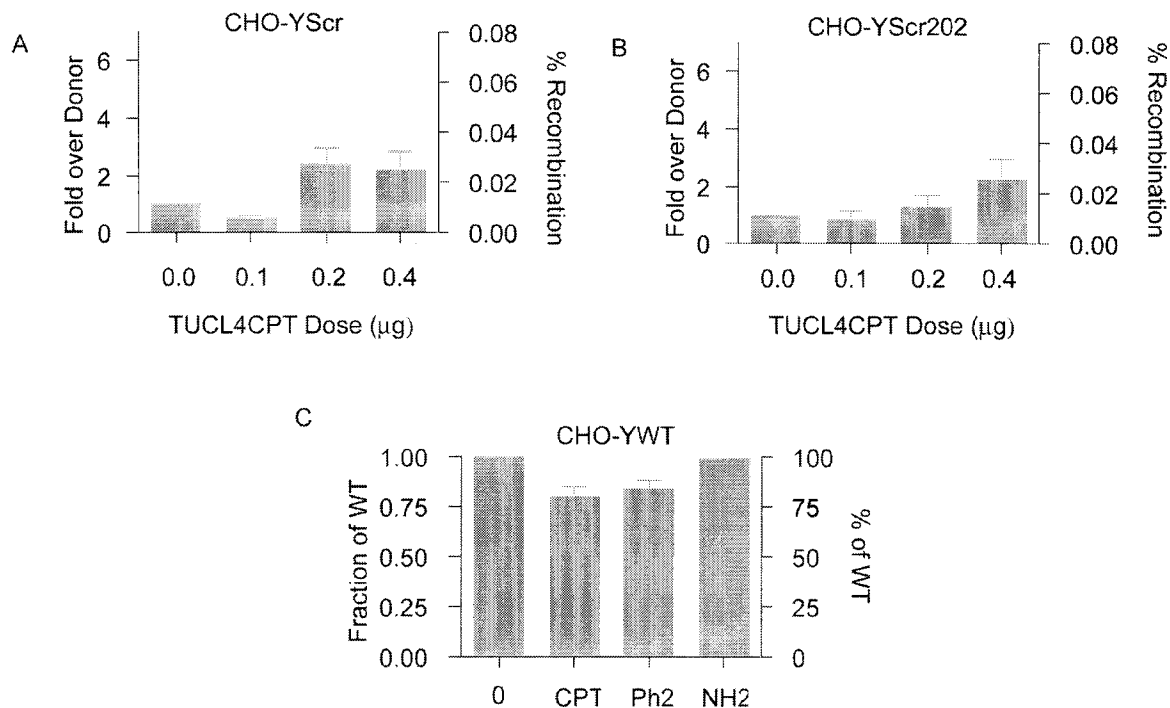 A
CHO-YScr
Fold over Donor
6
4
2
0
0.08
0.06
0.04
0.02
0.00
% Recombination
0.0 0.1 0.2 0.4
TUCL4CPT Dose (μg)
B
CHO-YScr202
Fold over Donor
6
4
2
0
0.08
0.06
0.04
0.02
0.00
% Recombination
0.0 0.1 0.2 0.4
TUCL4CPT Dose (μg)
C
CHO-YWT
Fraction of WT
1.00
0.75
0.50
0.25
0.00
100
75
50
25
0
% of WT
0 CPT Ph2 NH2